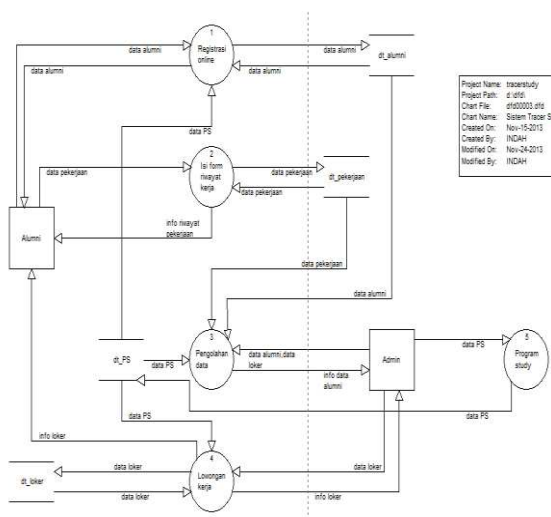 1
Registrasi
online
data alumni
data alumni
dt_alumni
data alumni
data alumni
data PS
Project Name: tracerstudy
Project Path: d:\dfd\
Chart File: dfd00003.dfd
Chart Name: Sistem Tracer S
Created On: Nov-15-2013
Created By: INDAH
Modified On: Nov-24-2013
Modified By: INDAH
2
Isi form
riwayat
kerja
data pekerjaan
data pekerjaan
dt_pekerjaan
data pekerjaan
info riwayat
pekerjaan
Alumni
data pekerjaan
data alumni
dt_PS
data PS
3
Pengolahan
data
data alumni,data
loker
info data
alumni
Admin
data PS
5
Program
study
data PS
data PS
info loker
4
Lowongan
kerja
data loker
data loker
dt_loker
data loker
info loker